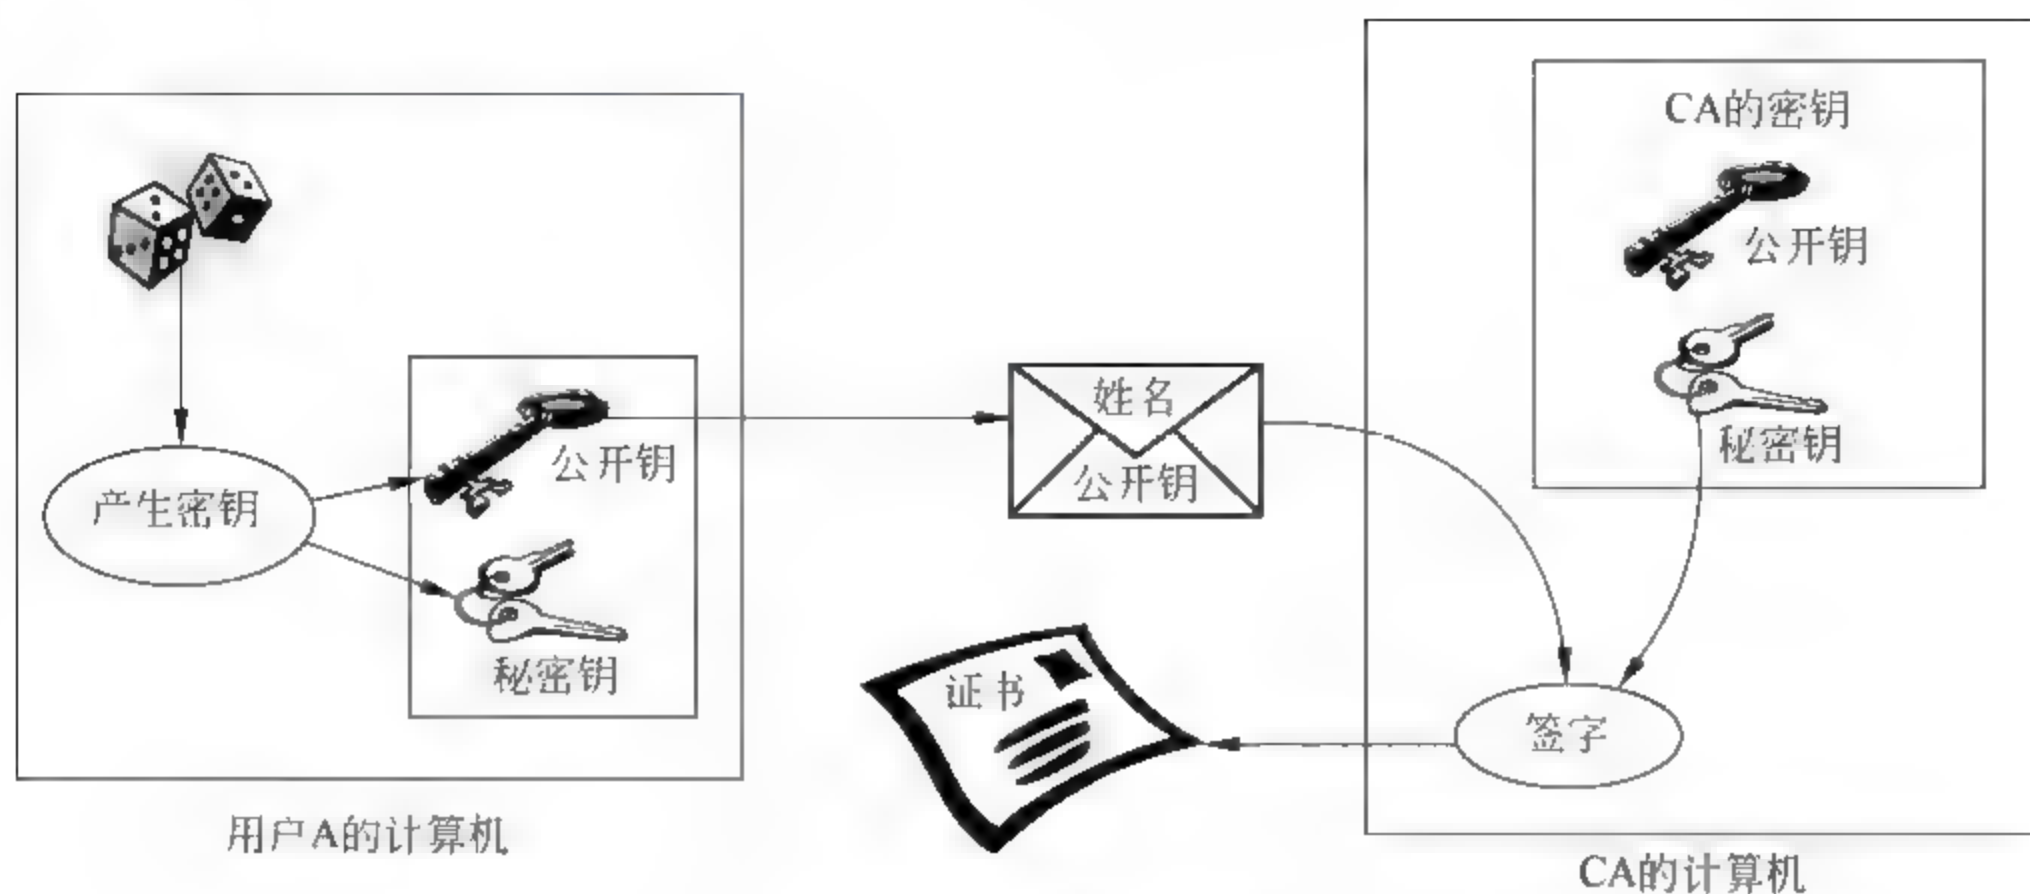 产生密钥
公开钥
秘密钥
用户A的计算机
姓名
公开钥
证书
CA的密钥
公开钥
秘密钥
签字
CA的计算机